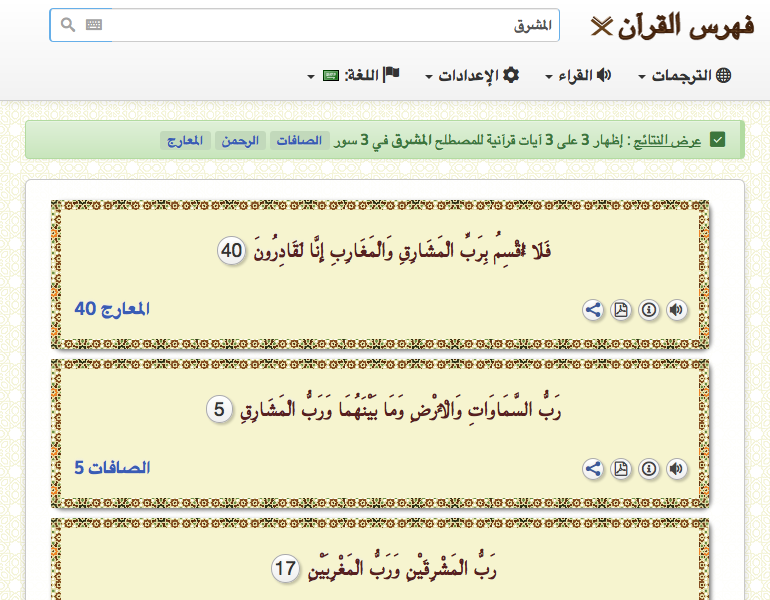 فهرس القرآن
المشرق
الترجمات
القراء
الإعدادات
اللغة:
عرض النتائج : إظهار 3 على 3 آيات قرآنية للمصطلح المشرق في 3 سور الصافات الرحمن المعارج
فَلَا أُقْسِمُ بِرَبِّ الْمَشَارِقِ وَالْمَغَارِبِ إِنَّا لَقَادِرُونَ 40
المعارج 40
رَبُّ السَّمَاوَاتِ وَالْأَرْضِ وَمَا بَيْنَهُمَا وَرَبُّ الْمَشَارِقِ 5
الصافات 5
رَبُّ الْمَشْرِقَيْنِ وَرَبُّ الْمَغْرِبَيْنِ 17